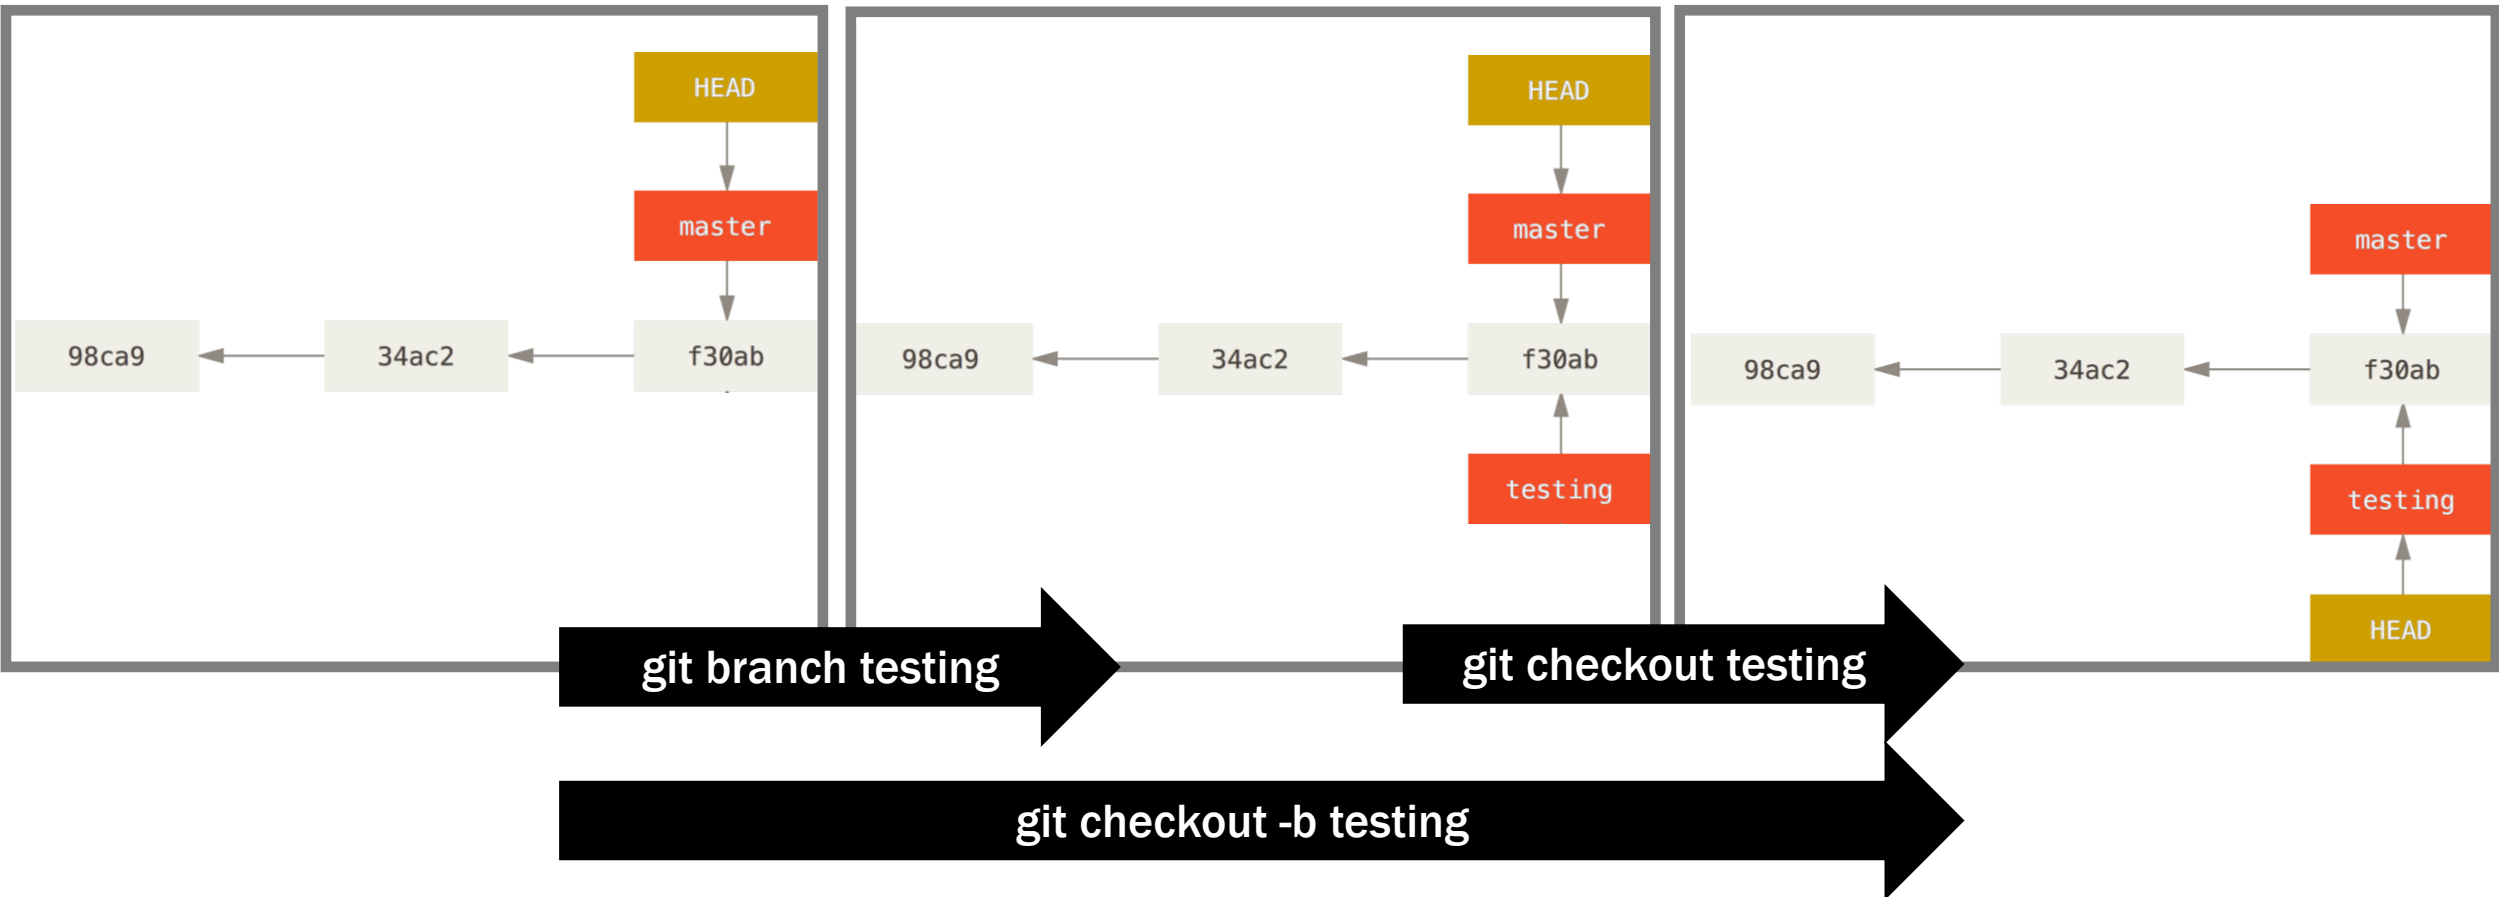 HEAD
master
98ca9
34ac2
f30ab
HEAD
master
98ca9
34ac2
f30ab
testing
master
98ca9
34ac2
f30ab
testing
HEAD
git branch testing
git checkout testing
git checkout -b testing